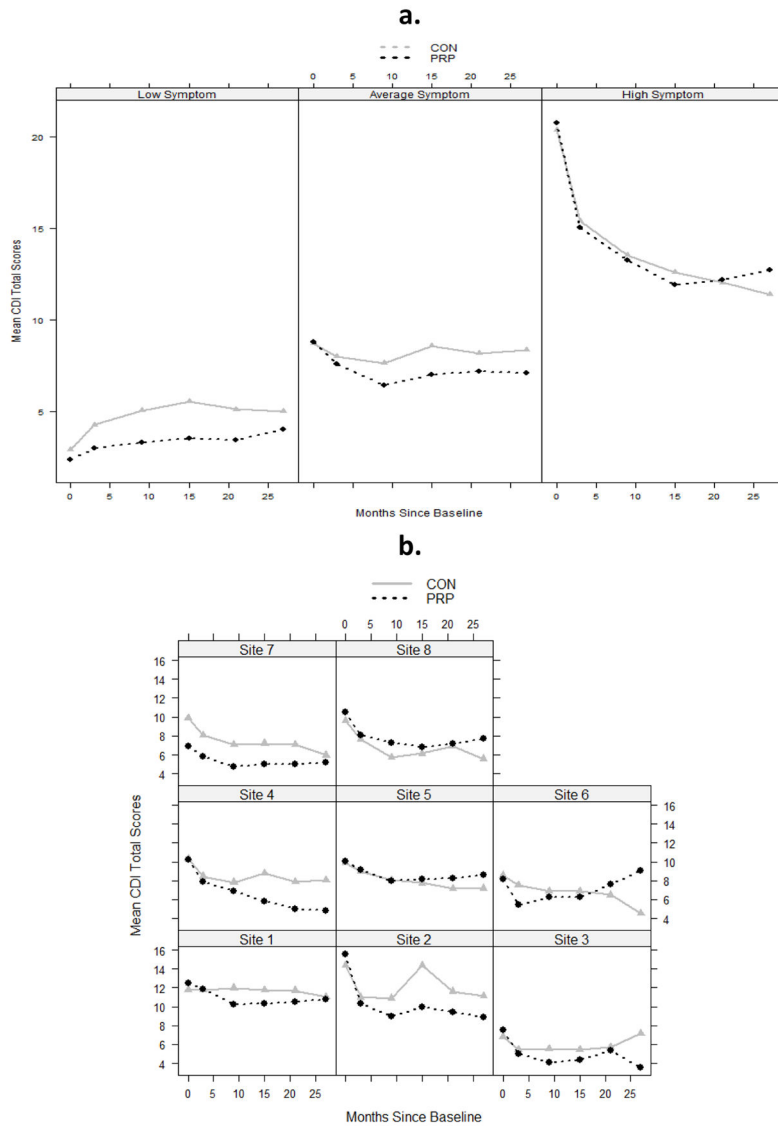 a.
CON
PRP
0 5 10 15 20 25
Low Symptom Average Symptom High Symptom
20
15
10
5
Mean CDI Total Scores
0 5 10 15 20 25 0 5 10 15 20 25
Months Since Baseline
b.
CON
PRP
0 5 10 15 20 25
Site 7 Site 8
16
14
12
10
8
6
4
Site 4 Site 5 Site 6
16
14
12
10
8
6
4
Mean CDI Total Scores
Site 1 Site 2 Site 3
16
14
12
10
8
6
4
0 5 10 15 20 25 0 5 10 15 20 25
Months Since Baseline